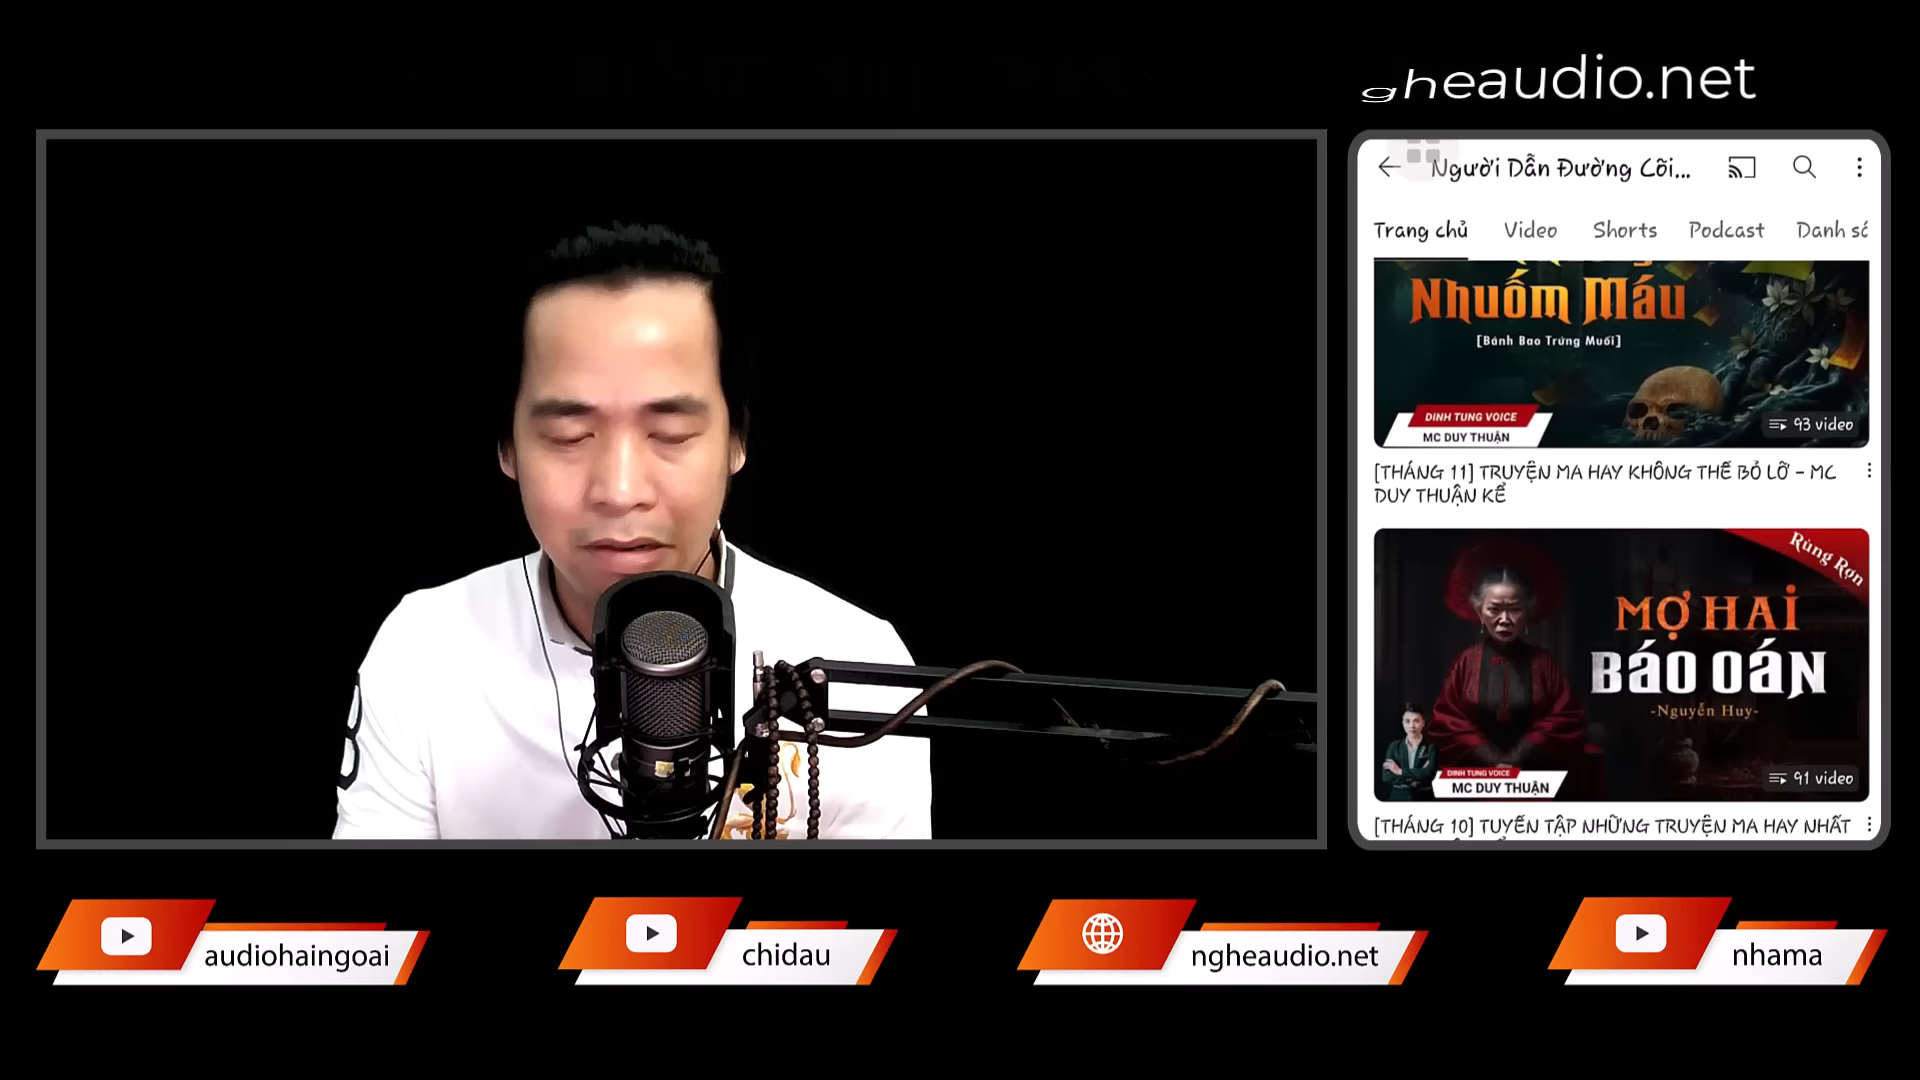 gheaudio.net
Người Dẫn Đường Cõi...
Trang chủ Video Shorts Podcast Danh sá
Nhuốm Máu
[Bánh Bao Trứng Muối]
DINH TUNG VOICE
MC DUY THUẬN
93 video
[THÁNG 11] TRUYỆN MA HAY KHÔNG THỂ BỎ LỠ - MC
DUY THUẬN KỂ
Rùng Rợn
MỢ HAI
BÁO OÁN
-Nguyễn Huy-
DINH TUNG VOICE
MC DUY THUẬN
91 video
[THÁNG 10] TUYỂN TẬP NHỮNG TRUYỆN MA HAY NHẤT
audiohaingoai
chidau
ngheaudio.net
nhama